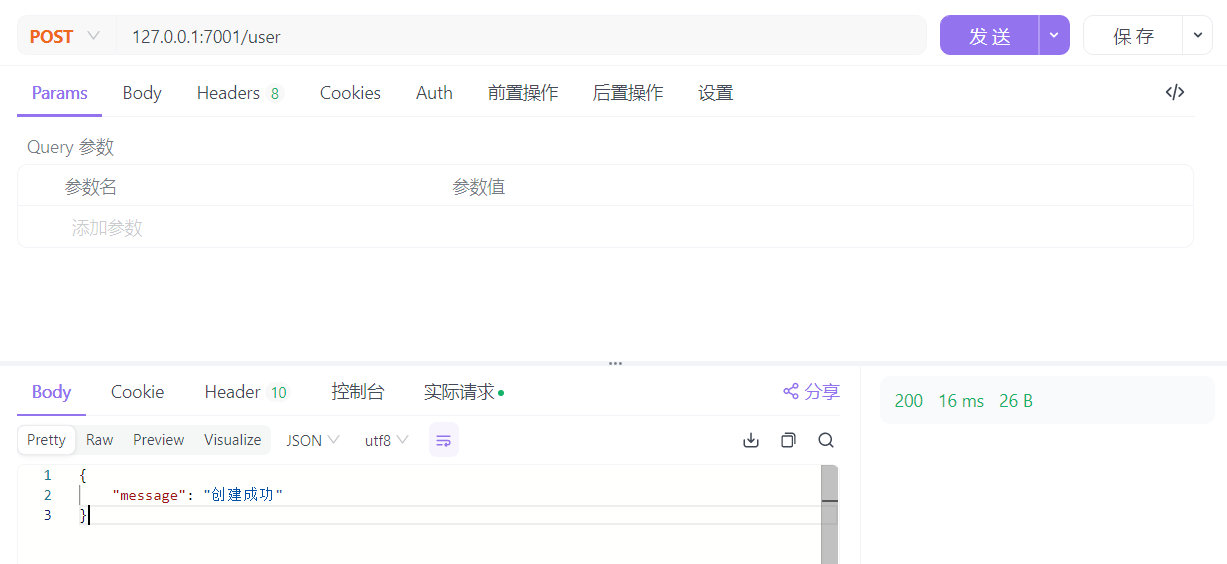 POST 127.0.0.1:7001/user 发 送 保 存
Params Body Headers 8 Cookies Auth 前置操作 后置操作 设置 </>
Query 参数
参数名 参数值
添加参数
Body Cookie Header 10 控制台 实际请求 分享
200 16 ms 26 B
Pretty Raw Preview Visualize JSON utf8
1 {
2 "message": "创建成功"
3 }